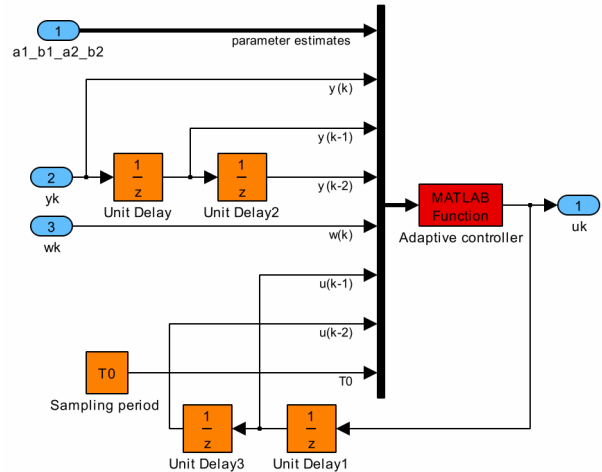 1
a1_b1_a2_b2
parameter estimates
y(k)
y(k-1)
2
yk
1
z
Unit Delay
1
z
Unit Delay2
y(k-2)
MATLAB
Function
Adaptive controller
1
uk
3
wk
w(k)
u(k-1)
u(k-2)
T0
Sampling period
T0
1
z
Unit Delay3
1
z
Unit Delay1